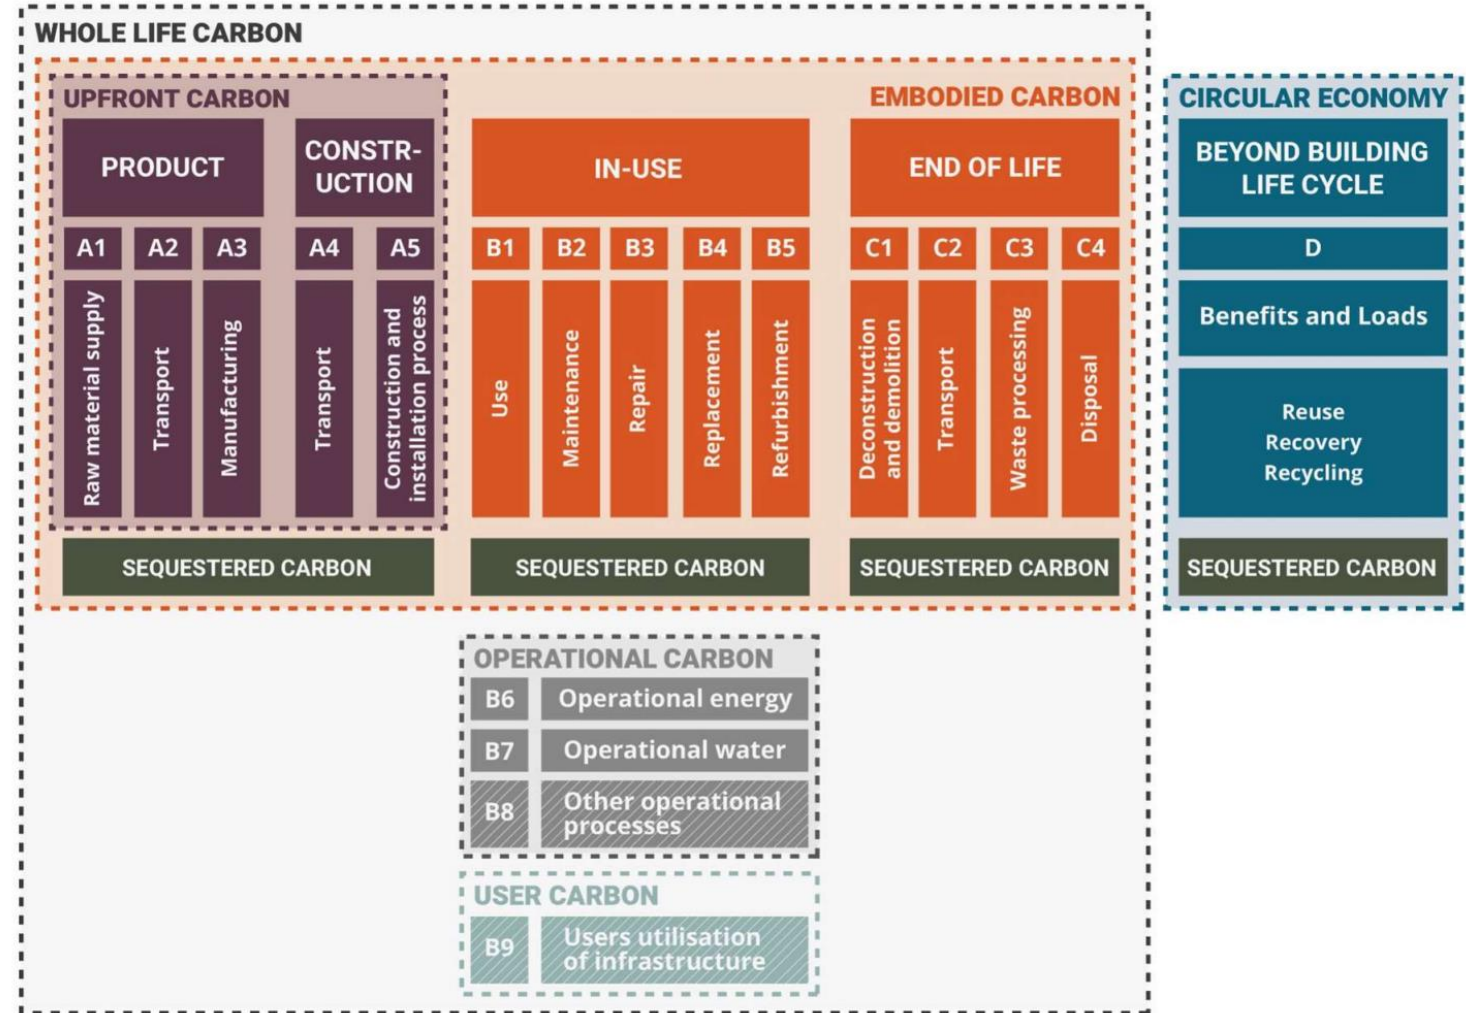 WHOLE LIFE CARBON
UPFRONT CARBON
EMBODIED CARBON
CIRCULAR ECONOMY
PRODUCT
CONSTR-
UCTION
IN-USE
END OF LIFE
BEYOND BUILDING
LIFE CYCLE
A1
A2
A3
A4
A5
B1
B2
B3
B4
B5
C1
C2
C3
C4
D
Raw material supply
Transport
Manufacturing
Transport
Construction and
installation process
Use
Maintenance
Repair
Replacement
Refurbishment
Deconstruction
and demolition
Transport
Waste processing
Disposal
Benefits and Loads
Reuse
Recovery
Recycling
SEQUESTERED CARBON
SEQUESTERED CARBON
SEQUESTERED CARBON
SEQUESTERED CARBON
OPERATIONAL CARBON
B6
Operational energy
B7
Operational water
B8
Other operational
processes
USER CARBON
B9
Users utilisation
of infrastructure